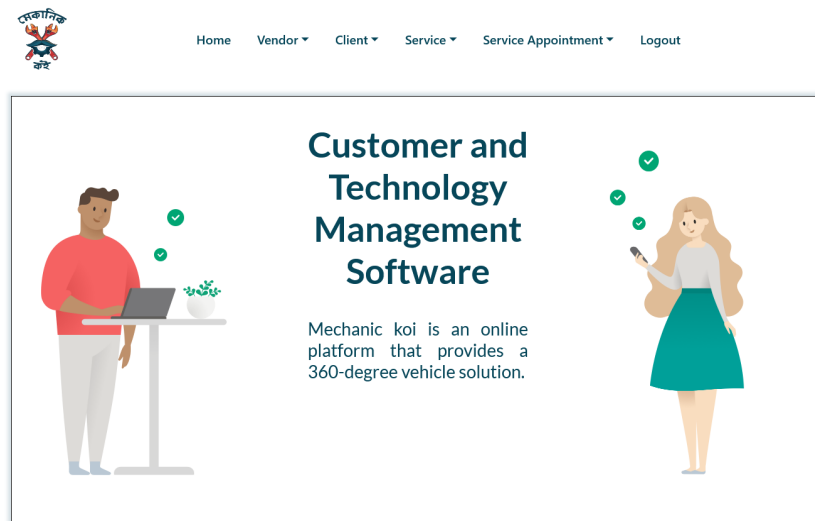 মেকানিক
কই
Home Vendor Client Service Service Appointment Logout
Customer and
Technology
Management
Software
Mechanic koi is an online
platform that provides a
360-degree vehicle solution.